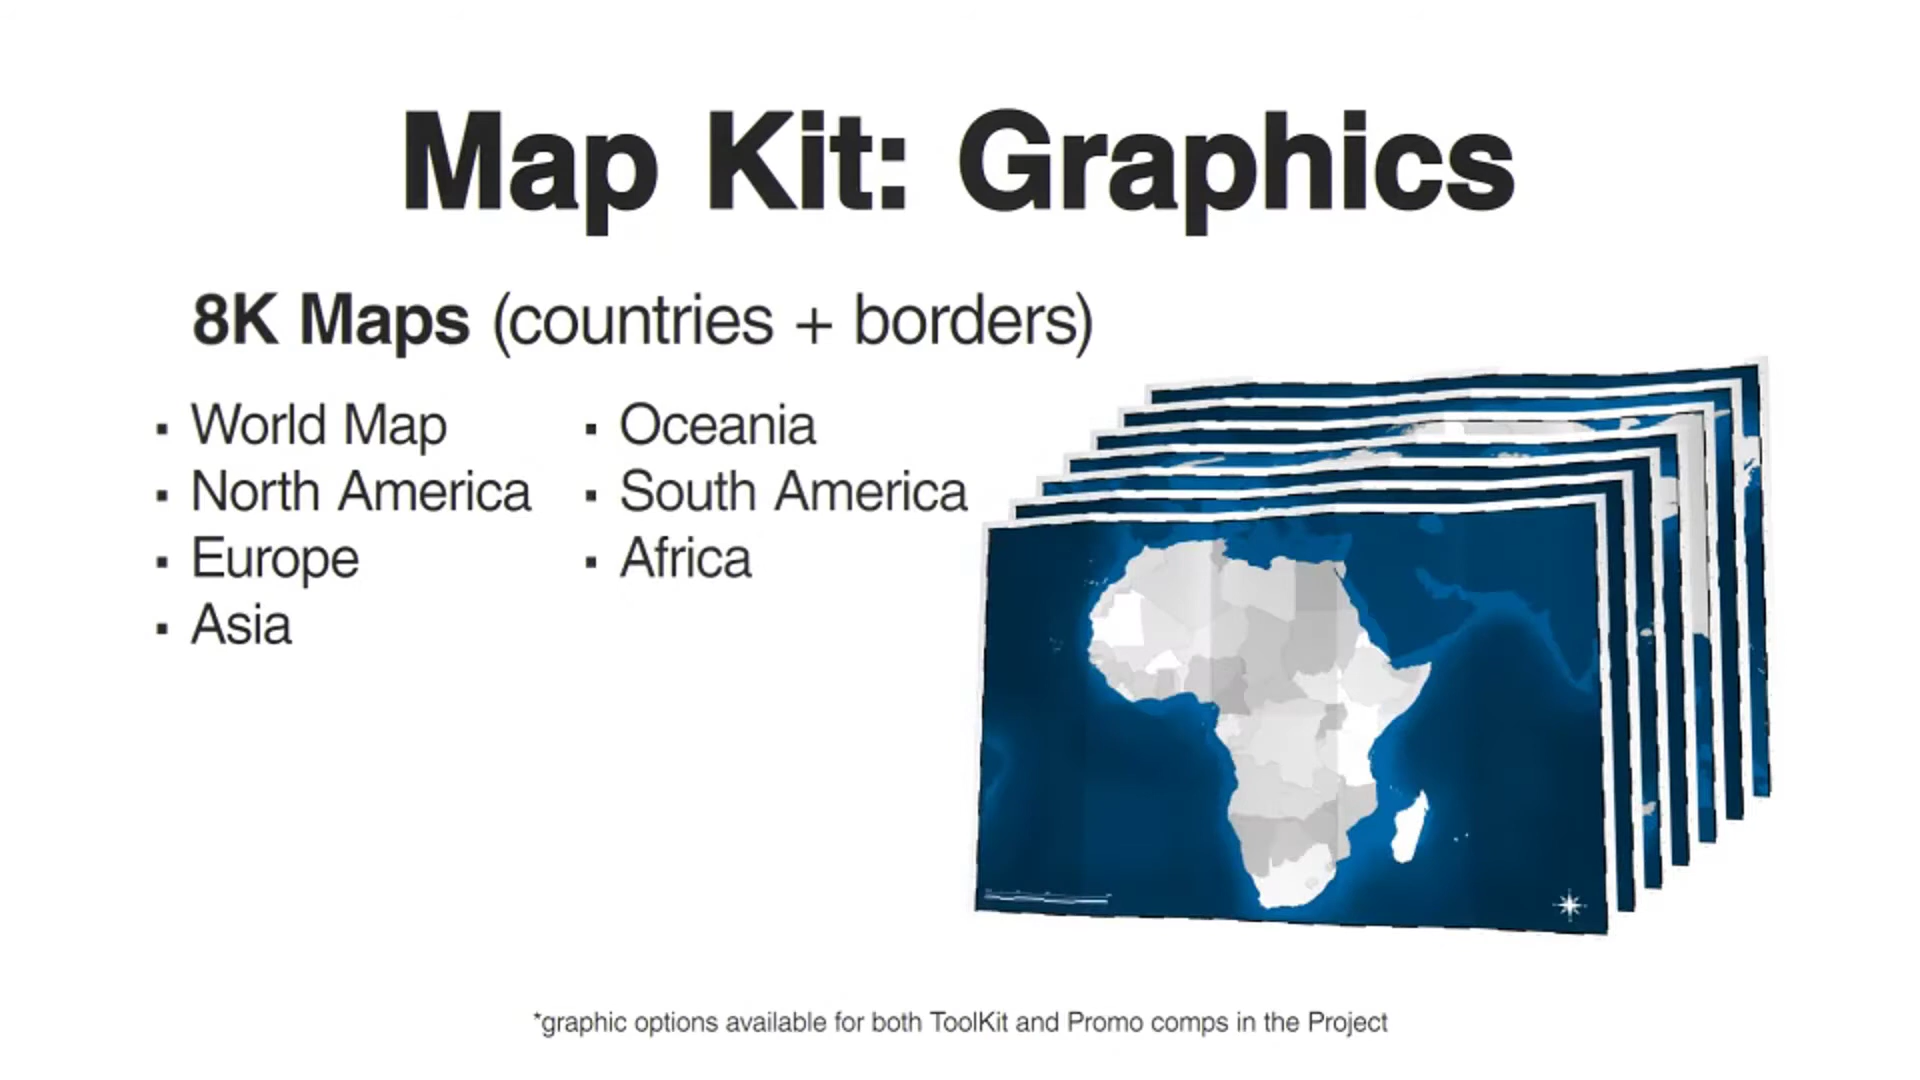 Map Kit: Graphics
8K Maps (countries + borders)
▪ World Map
▪ North America
▪ Europe
▪ Asia
▪ Oceania
▪ South America
▪ Africa
*graphic options available for both ToolKit and Promo comps in the Project